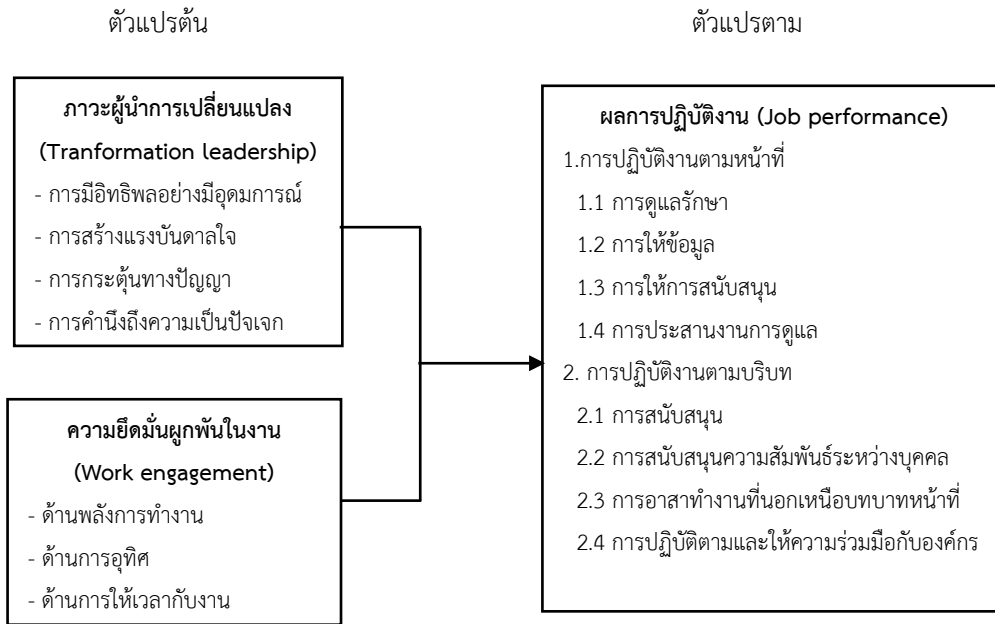 ตัวแปรต้น
ตัวแปรตาม
ภาวะผู้นำการเปลี่ยนแปลง
(Tranformation leadership)
- การมีอิทธิพลอย่างมีอุดมการณ์
- การสร้างแรงบันดาลใจ
- การกระตุ้นทางปัญญา
- การคำนึงถึงความเป็นปัจเจก
ความยึดมั่นผูกพันในงาน
(Work engagement)
- ด้านพลังการทำงาน
- ด้านการอุทิศ
- ด้านการให้เวลากับงาน
ผลการปฏิบัติงาน (Job performance)
1.การปฏิบัติงานตามหน้าที่
1.1 การดูแลรักษา
1.2 การให้ข้อมูล
1.3 การให้การสนับสนุน
1.4 การประสานงานการดูแล
2. การปฏิบัติงานตามบริบท
2.1 การสนับสนุน
2.2 การสนับสนุนความสัมพันธ์ระหว่างบุคคล
2.3 การอาสาทำงานที่นอกเหนือบทบาทหน้าที่
2.4 การปฏิบัติตามและให้ความร่วมมือกับองค์กร